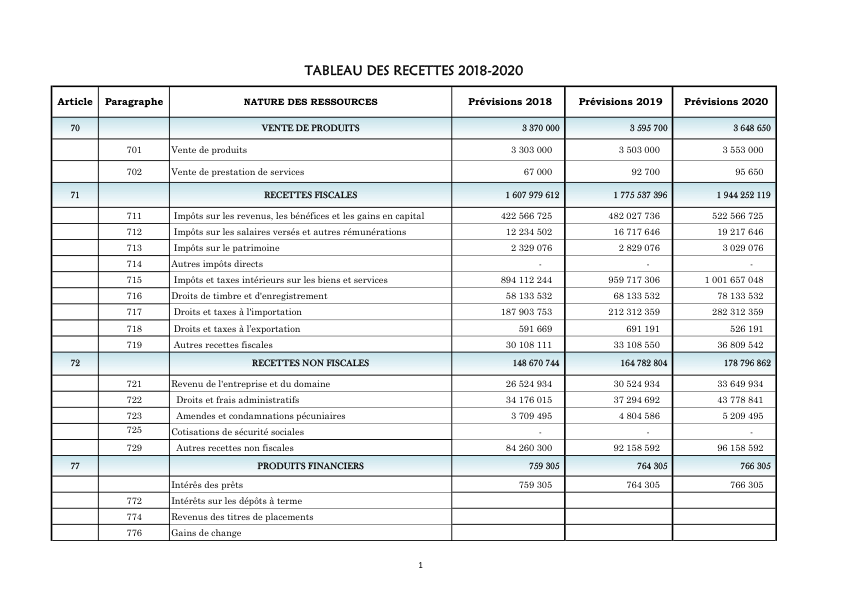 TABLEAU DES RECETTES 2018-2020
Article Paragraphe NATURE DES RESSOURCES Prévisions 2018 Prévisions 2019 Prévisions 2020
70 VENTE DE PRODUITS 3 370 000 3 595 700 3 648 650
701 Vente de produits 3 303 000 3 503 000 3 553 000
702 Vente de prestation de services 67 000 92 700 95 650
71 RECETTES FISCALES 1 607 979 612 1 775 537 396 1 944 252 119
711 Impôts sur les revenus, les bénéfices et les gains en capital 422 566 725 482 027 736 522 566 725
712 Impôts sur les salaires versés et autres rémunérations 12 234 502 16 717 646 19 217 646
713 Impôts sur le patrimoine 2 329 076 2 829 076 3 029 076
714 Autres impôts directs - - -
715 Impôts et taxes intérieurs sur les biens et services 894 112 244 959 717 306 1 001 657 048
716 Droits de timbre et d'enregistrement 58 133 532 68 133 532 78 133 532
717 Droits et taxes à l'importation 187 903 753 212 312 359 282 312 359
718 Droits et taxes à l'exportation 591 669 691 191 526 191
719 Autres recettes fiscales 30 108 111 33 108 550 36 809 542
72 RECETTES NON FISCALES 148 670 744 164 782 804 178 796 862
721 Revenu de l'entreprise et du domaine 26 524 934 30 524 934 33 649 934
722 Droits et frais administratifs 34 176 015 37 294 692 43 778 841
723 Amendes et condamnations pécuniaires 3 709 495 4 804 586 5 209 495
725 Cotisations de sécurité sociales - - -
729 Autres recettes non fiscales 84 260 300 92 158 592 96 158 592
77 PRODUITS FINANCIERS 759 305 764 305 766 305
Intérês des prêts 759 305 764 305 766 305
772 Intérêts sur les dépôts à terme
774 Revenus des titres de placements
776 Gains de change
1